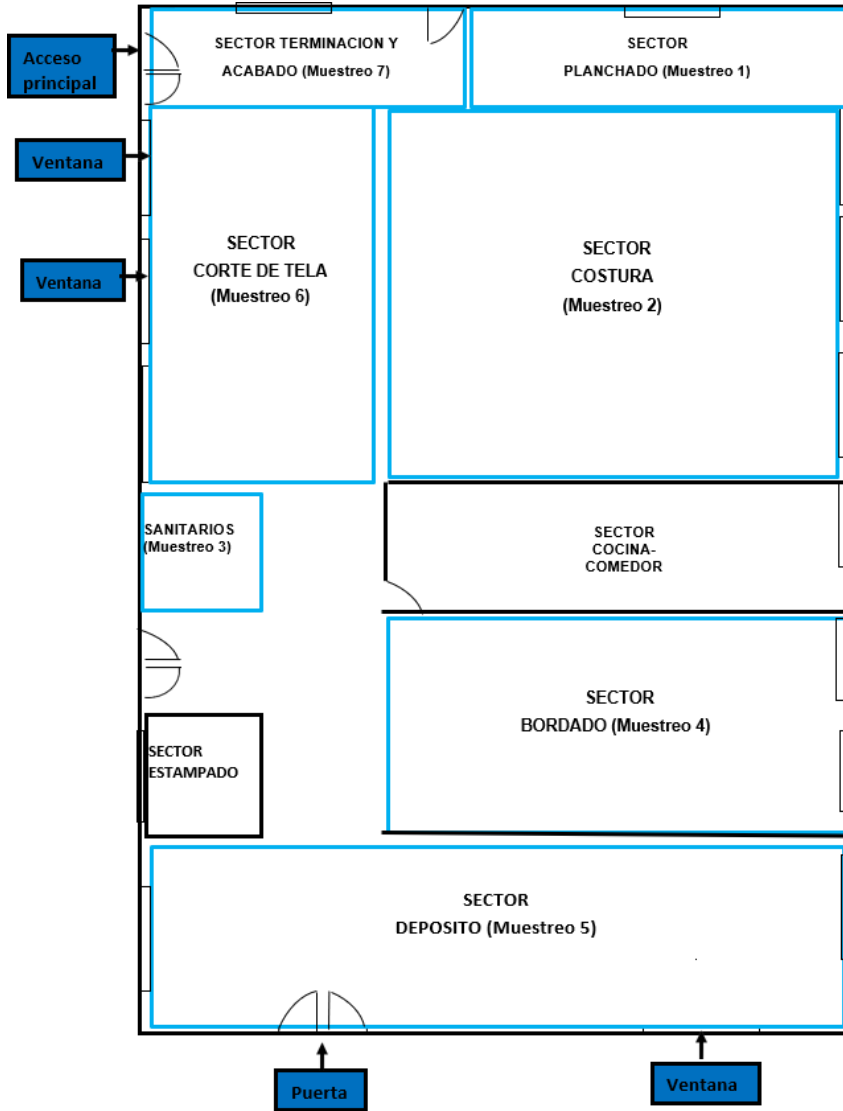 SECTOR TERMINACION Y
ACABADO (Muestreo 7)
SECTOR
PLANCHADO (Muestreo 1)
Acceso
principal
Ventana
Ventana
SECTOR
CORTE DE TELA
(Muestreo 6)
SECTOR
COSTURA
(Muestreo 2)
SANITARIOS
(Muestreo 3)
SECTOR
COCINA-
COMEDOR
SECTOR
BORDADO (Muestreo 4)
SECTOR
ESTAMPADO
SECTOR
DEPOSITO (Muestreo 5)
Puerta
Ventana